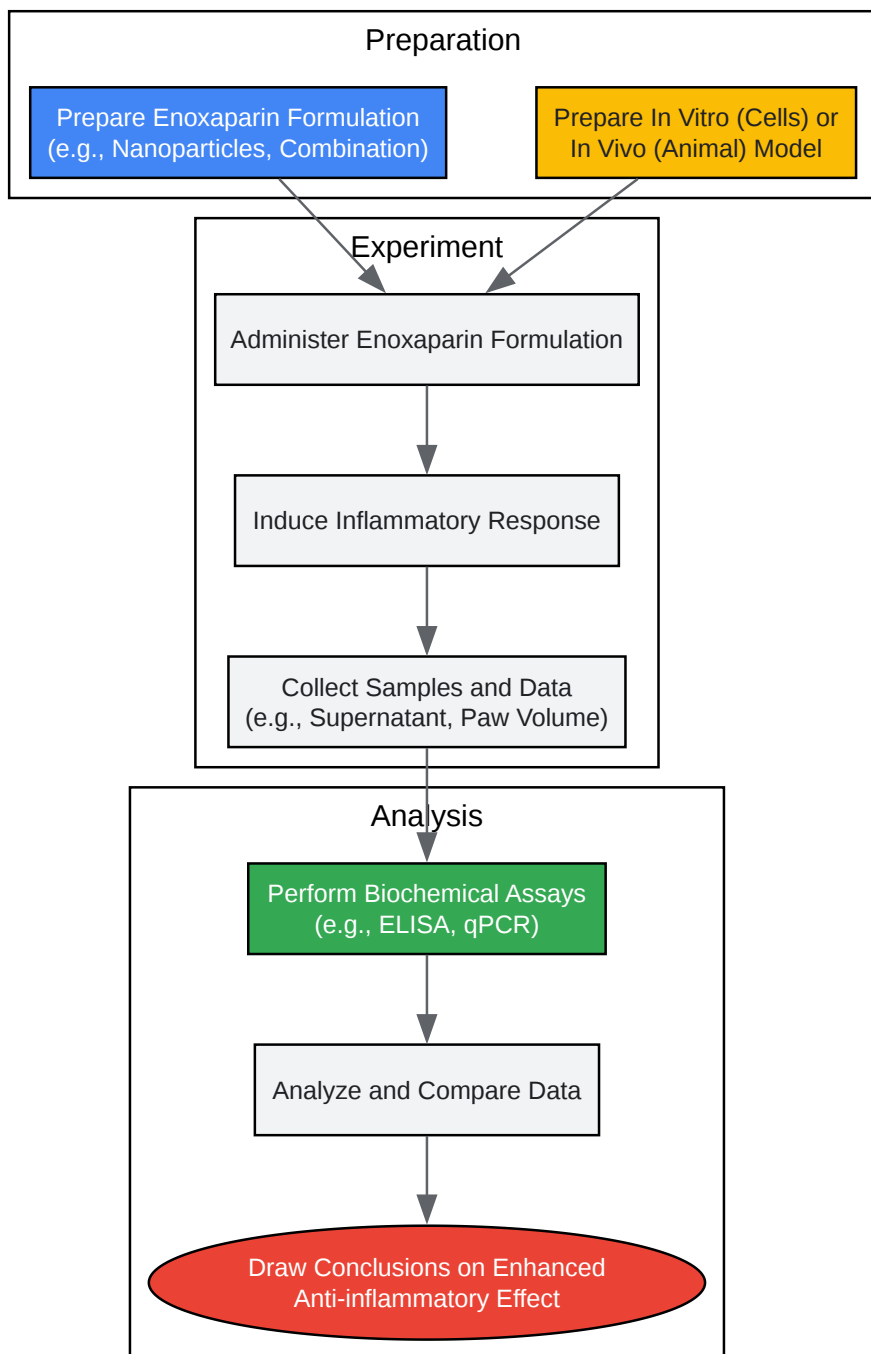 Preparation
Prepare Enoxaparin Formulation
(e.g., Nanoparticles, Combination)
Prepare In Vitro (Cells) or
In Vivo (Animal) Model
Experiment
Administer Enoxaparin Formulation
Induce Inflammatory Response
Collect Samples and Data
(e.g., Supernatant, Paw Volume)
Analysis
Perform Biochemical Assays
(e.g., ELISA, qPCR)
Analyze and Compare Data
Draw Conclusions on Enhanced
Anti-inflammatory Effect